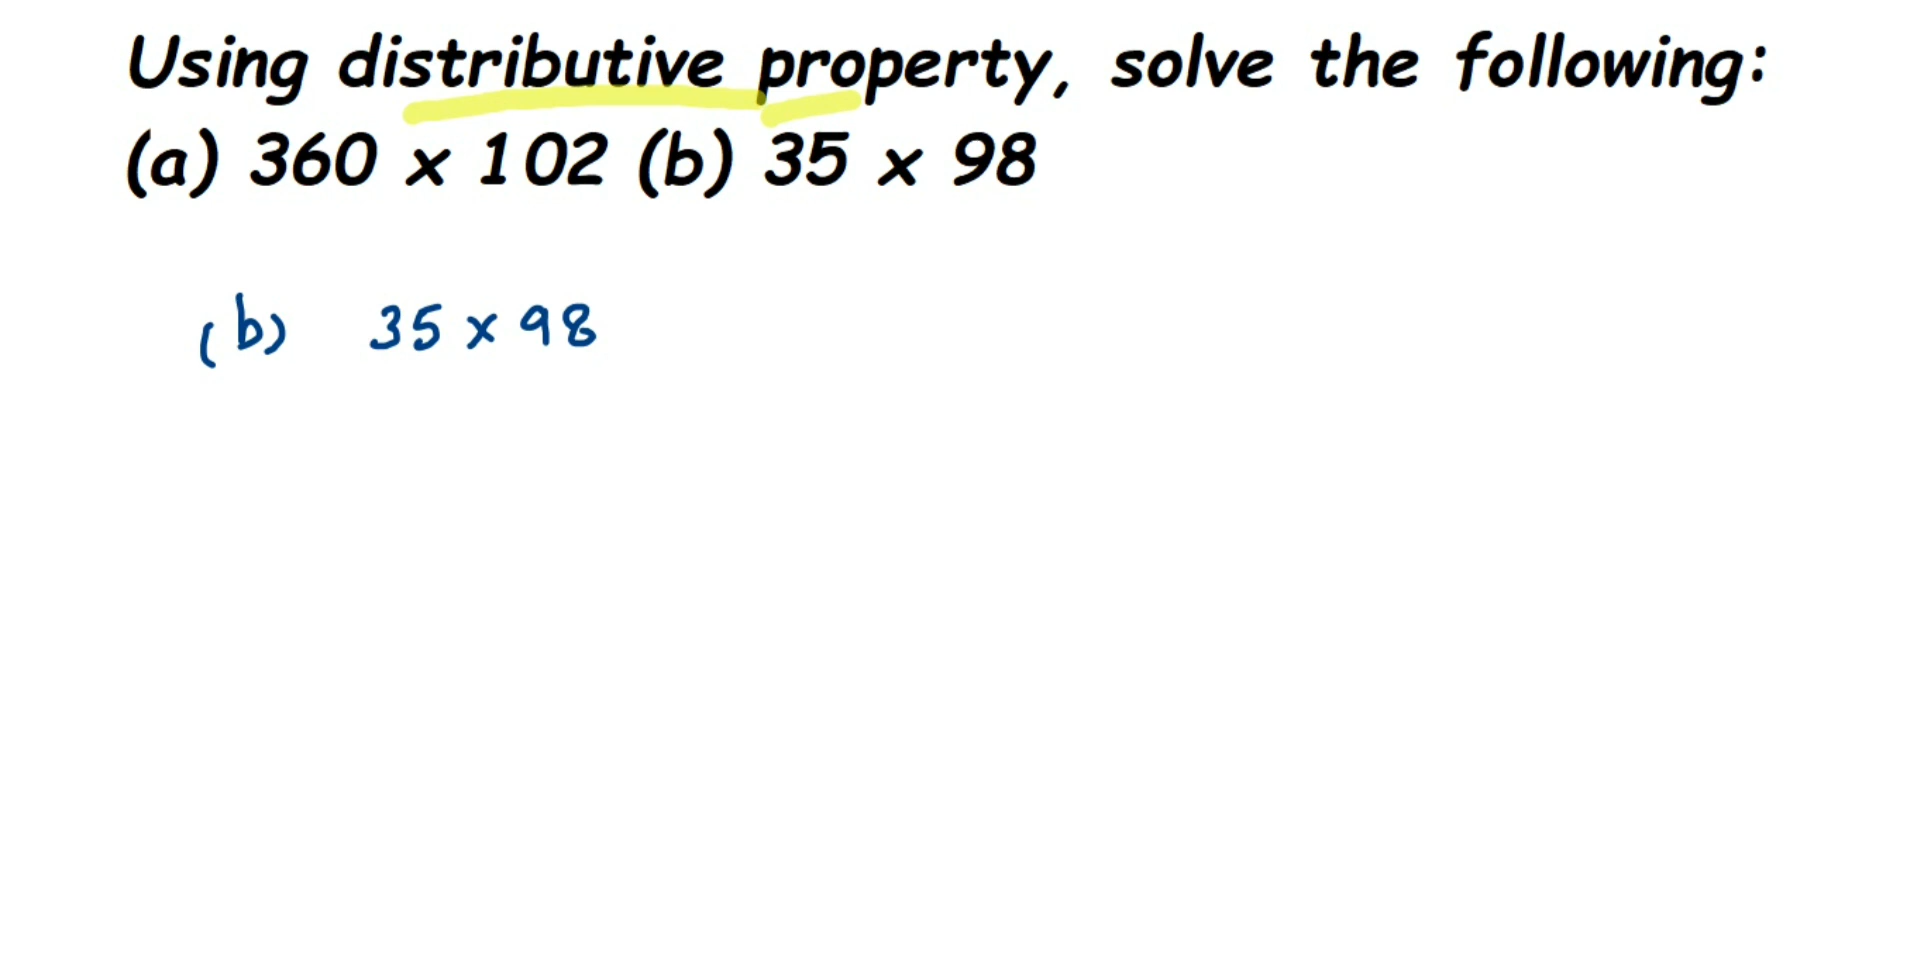 Using distributive property, solve the following:
(a) 360 x 102 (b) 35 x 98
(b) 35 x 98